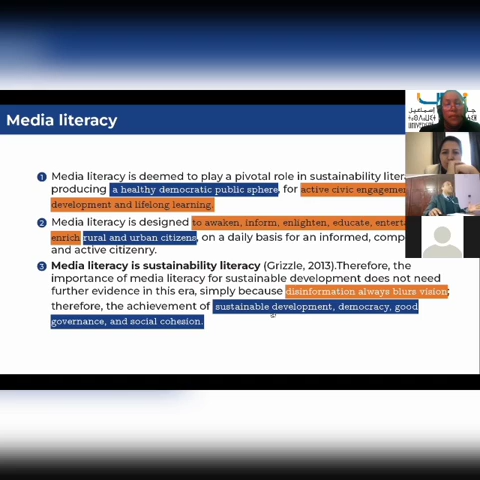 Media literacy
1 Media literacy is deemed to play a pivotal role in sustainability
producing a healthy democratic public sphere, for active civic
development and lifelong learning.
2 Media literacy is designed to awaken, inform, enlighten, educate,
enrich rural and urban citizens, on a daily basis for an informed,
and active citizenry.
3 Media literacy is sustainability literacy (Grizzle, 2013).Therefore, the
importance of media literacy for sustainable development does not need
further evidence in this era, simply because disinformation always blurs vision;
therefore, the achievement of sustainable development, democracy, good
governance, and social cohesion.